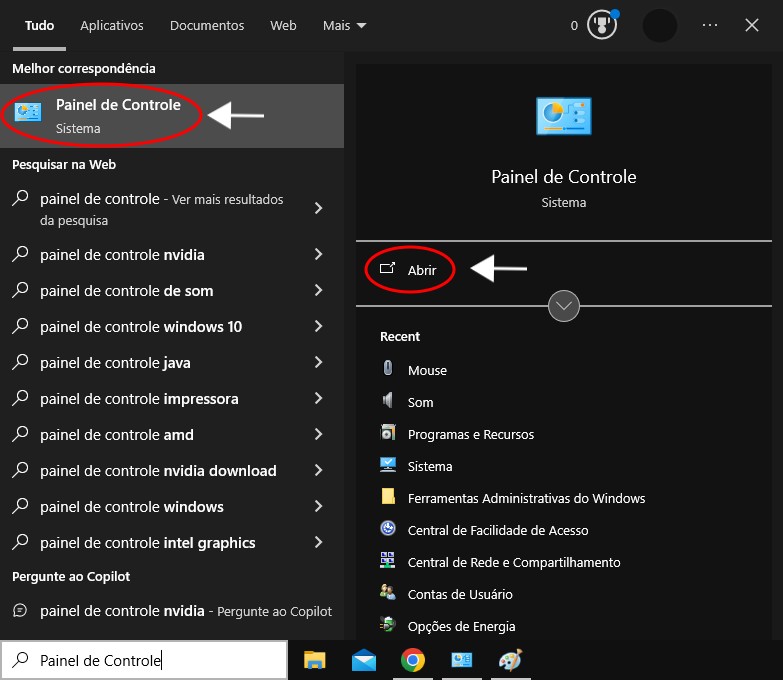 Tudo Aplicativos Documentos Web Mais 0 ...
Melhor correspondência
Painel de Controle
Sistema
Pesquisar na Web
painel de controle - Ver mais resultados
da pesquisa
painel de controle nvidia
painel de controle de som
painel de controle windows 10
painel de controle java
painel de controle impressora
painel de controle amd
painel de controle nvidia download
painel de controle windows
painel de controle intel graphics
Pergunte ao Copilot
painel de controle nvidia - Pergunte ao Copilot
Painel de Controle
Sistema
Abrir
Recent
Mouse
Som
Programas e Recursos
Sistema
Ferramentas Administrativas do Windows
Central de Facilidade de Acesso
Central de Rede e Compartilhamento
Contas de Usuário
Opções de Energia
Painel de Controle